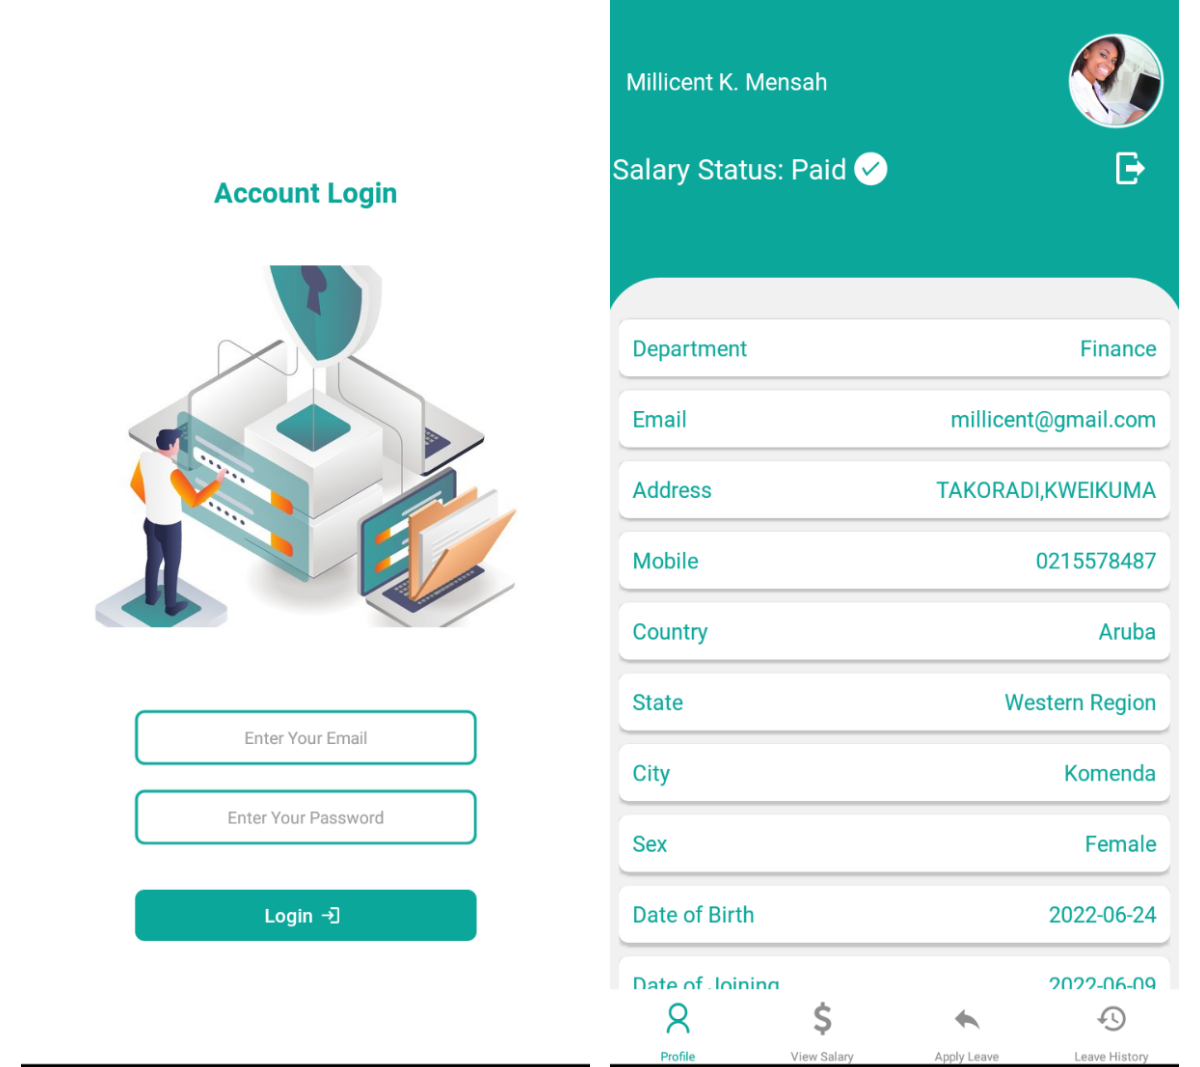 Account Login
Enter Your Email
Enter Your Password
Login
Millicent K. Mensah
Salary Status: Paid
Department Finance
Email millicent@gmail.com
Address TAKORADI,KWEIKUMA
Mobile 0215578487
Country Aruba
State Western Region
City Komenda
Sex Female
Date of Birth 2022-06-24
Date of Joining 2022-06-09
Profile View Salary Apply Leave Leave History